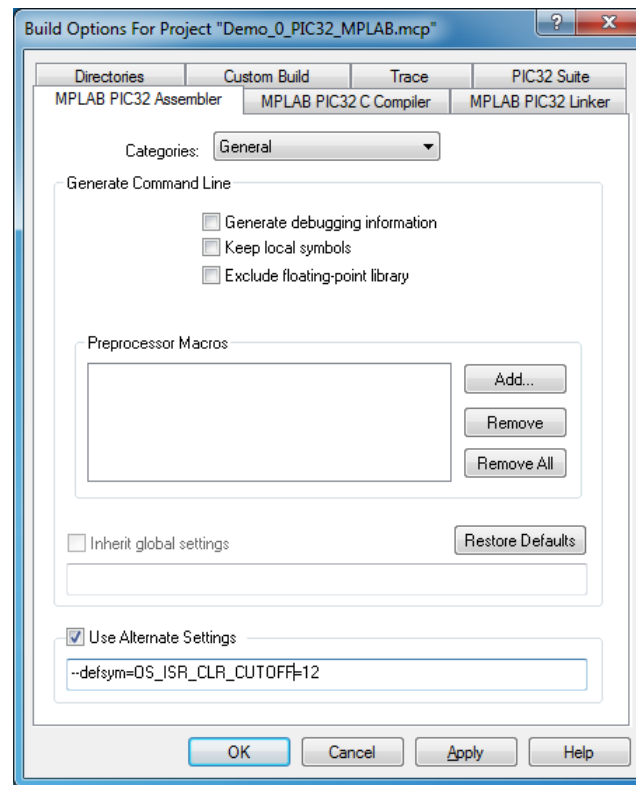 Build Options For Project "Demo_0_PIC32_MPLAB.mcp"
?
X
Directories
Custom Build
Trace
PIC32 Suite
MPLAB PIC32 Assembler
MPLAB PIC32 C Compiler
MPLAB PIC32 Linker
Categories:
General
Generate Command Line
Generate debugging information
Keep local symbols
Exclude floating-point library
Preprocessor Macros
Add...
Remove
Remove All
Inherit global settings
Restore Defaults
Use Alternate Settings
--defsym=OS_ISR_CLR_CUTOFF=12
OK
Cancel
Apply
Help